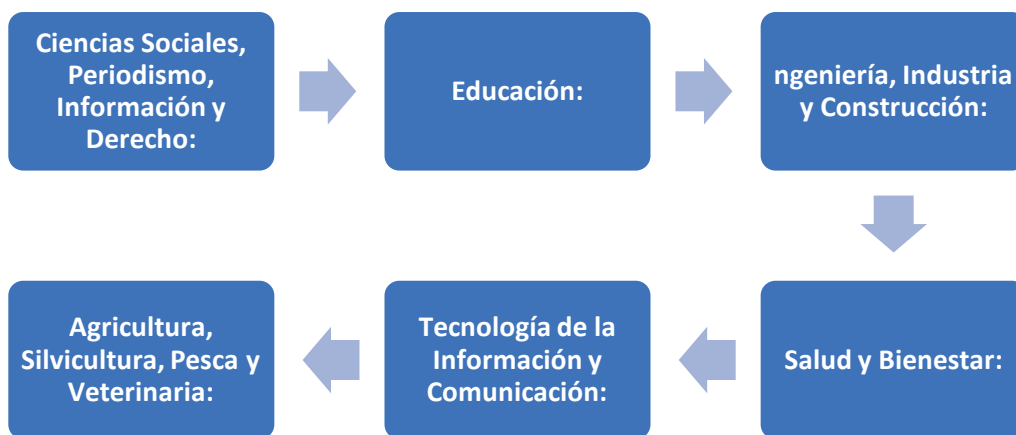 Ciencias Sociales,
Periodismo,
Información y
Derecho:
Educación:
ngeniería, Industria
y Construcción:
Salud y Bienestar:
Tecnología de la
Información y
Comunicación:
Agricultura,
Silvicultura, Pesca y
Veterinaria: